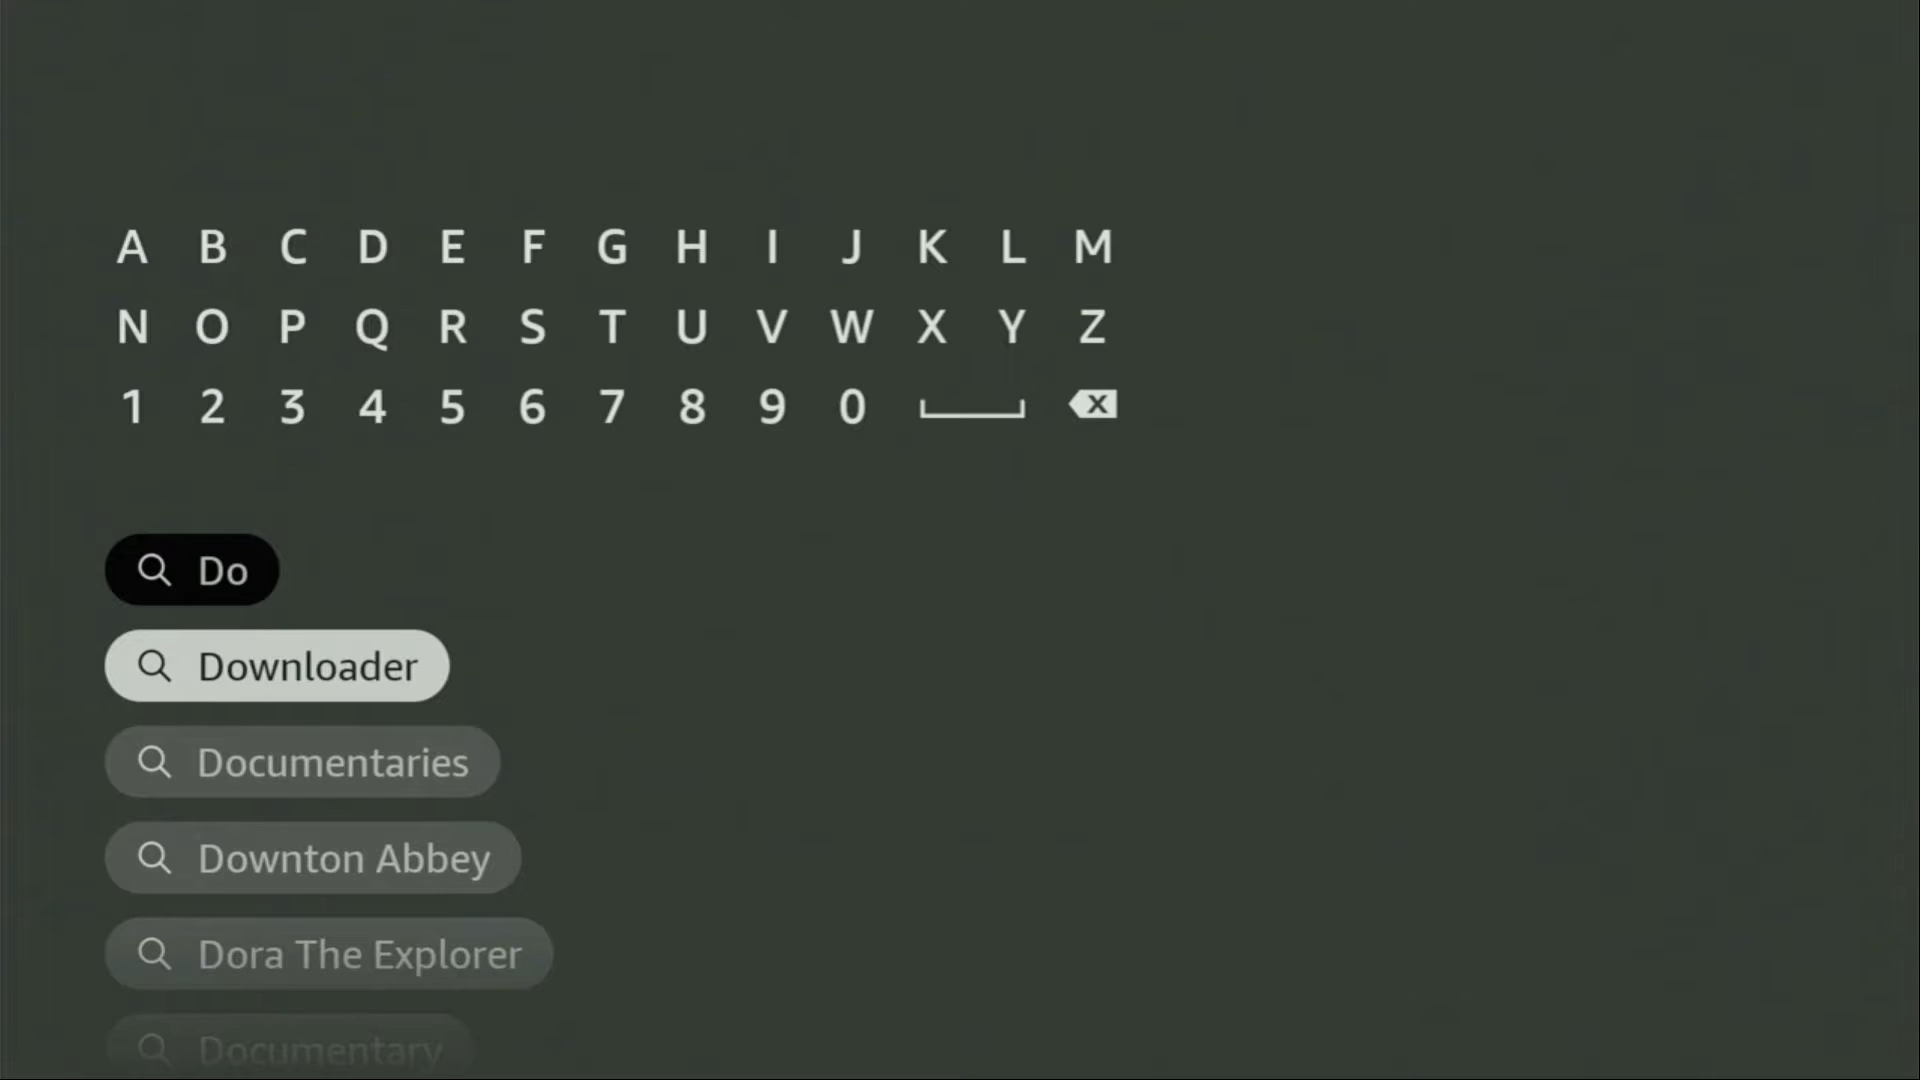 A B C D E F G H I J K L M
N O P Q R S T U V W X Y Z
1 2 3 4 5 6 7 8 9 0
Do
Downloader
Documentaries
Downton Abbey
Dora The Explorer
Documentary